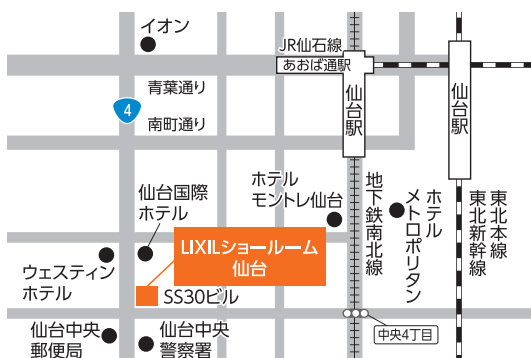 イオン
JR仙石線
あおば通駅
青葉通り
4
南町通り
仙台駅
仙台駅
仙台国際
ホテル
ホテル
モントレ仙台
地下鉄南北線
ホテル
メトロポリタン
東北本線
東北新幹線
LIXILショールーム
仙台
ウェスティン
ホテル
SS30ビル
中央4丁目
仙台中央
郵便局
仙台中央
警察署